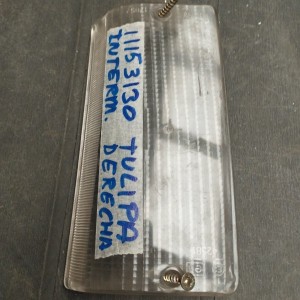 11153130 TULIPA
INTERM. DERECHA